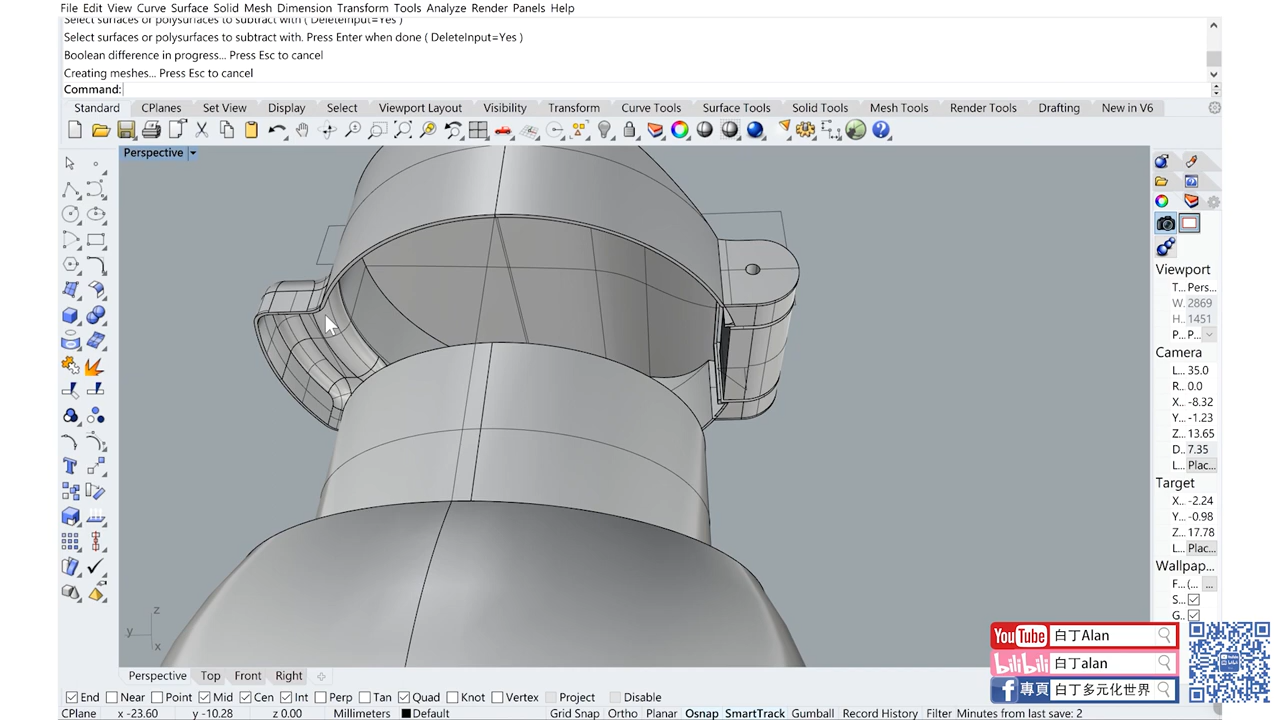 File Edit View Curve Surface Solid Mesh Dimension Transform Tools Analyze Render Panels Help
Select surfaces or polysurfaces to subtract with ( DeleteInput=Yes )
Select surfaces or polysurfaces to subtract with. Press Enter when done ( DeleteInput=Yes )
Boolean difference in progress... Press Esc to cancel
Creating meshes... Press Esc to cancel
Command:
Standard CPlanes Set View Display Select Viewport Layout Visibility Transform Curve Tools Surface Tools Solid Tools Mesh Tools Render Tools Drafting New in V6
Perspective
Viewport
T... Pers...
W. 2869
H.. 1451
P... P...
Camera
L... 35.0
R.. 0.0
X... -8.32
Y... -1.23
Z... 13.65
D.. 7.35
L... Plac...
Target
X... -2.24
Y... -0.98
Z... 17.78
L... Plac...
Wallpap...
F... (... ...
S...
G...
z
y
x
YouTube 白丁Alan
bilibili 白丁alan
f 專頁 白丁多元化世界
Perspective Top Front Right
End Near Point Mid Cen Int Perp Tan Quad Knot Vertex Project Disable
CPlane x -23.60 y -10.28 z 0.00 Millimeters Default Grid Snap Ortho Planar Osnap SmartTrack Gumball Record History Filter Minutes from last save: 2